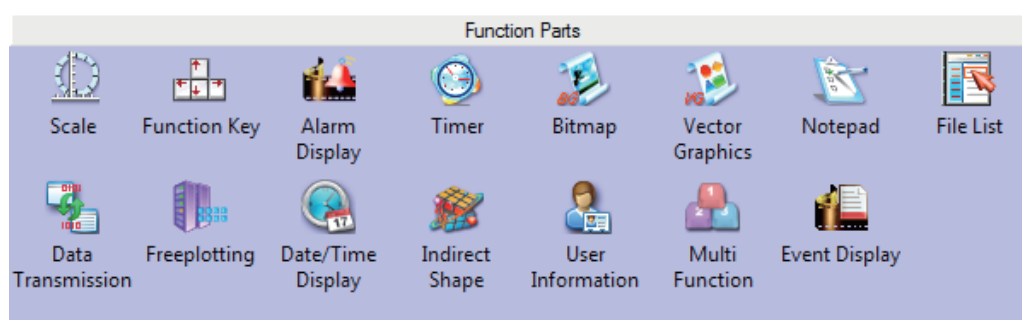 Function Parts
Scale Function Key Alarm Timer Bitmap Vector Notepad File List
Display Graphics
Data Freeplotting Date/Time Indirect User Multi Event Display
Transmission Display Shape Information Function